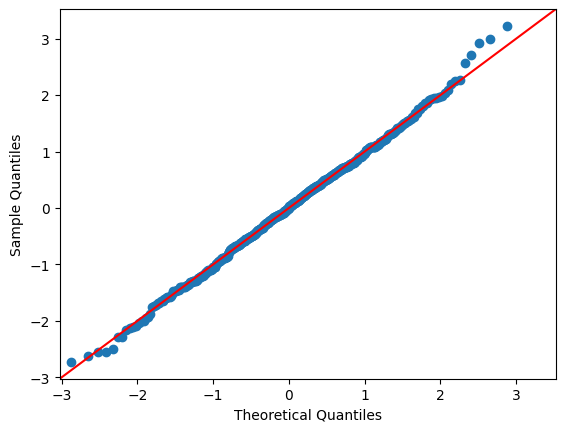 3
2
1
0
−1
−2
−3
Sample Quantiles
−3 −2 −1 0 1 2 3
Theoretical Quantiles